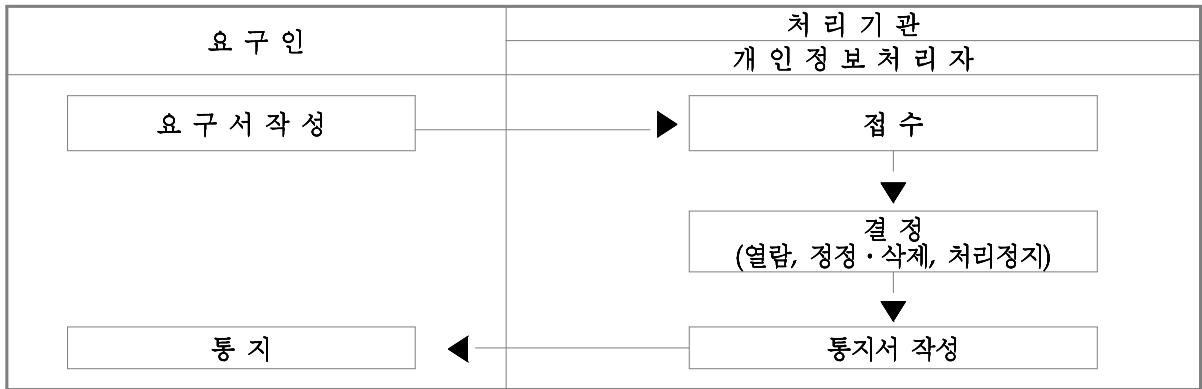 요 구 인
처 리 기 관
개 인 정 보 처 리 자
요 구 서 작 성
접 수
결 정
(열람, 정정·삭제, 처리정지)
통 지
통지서 작성